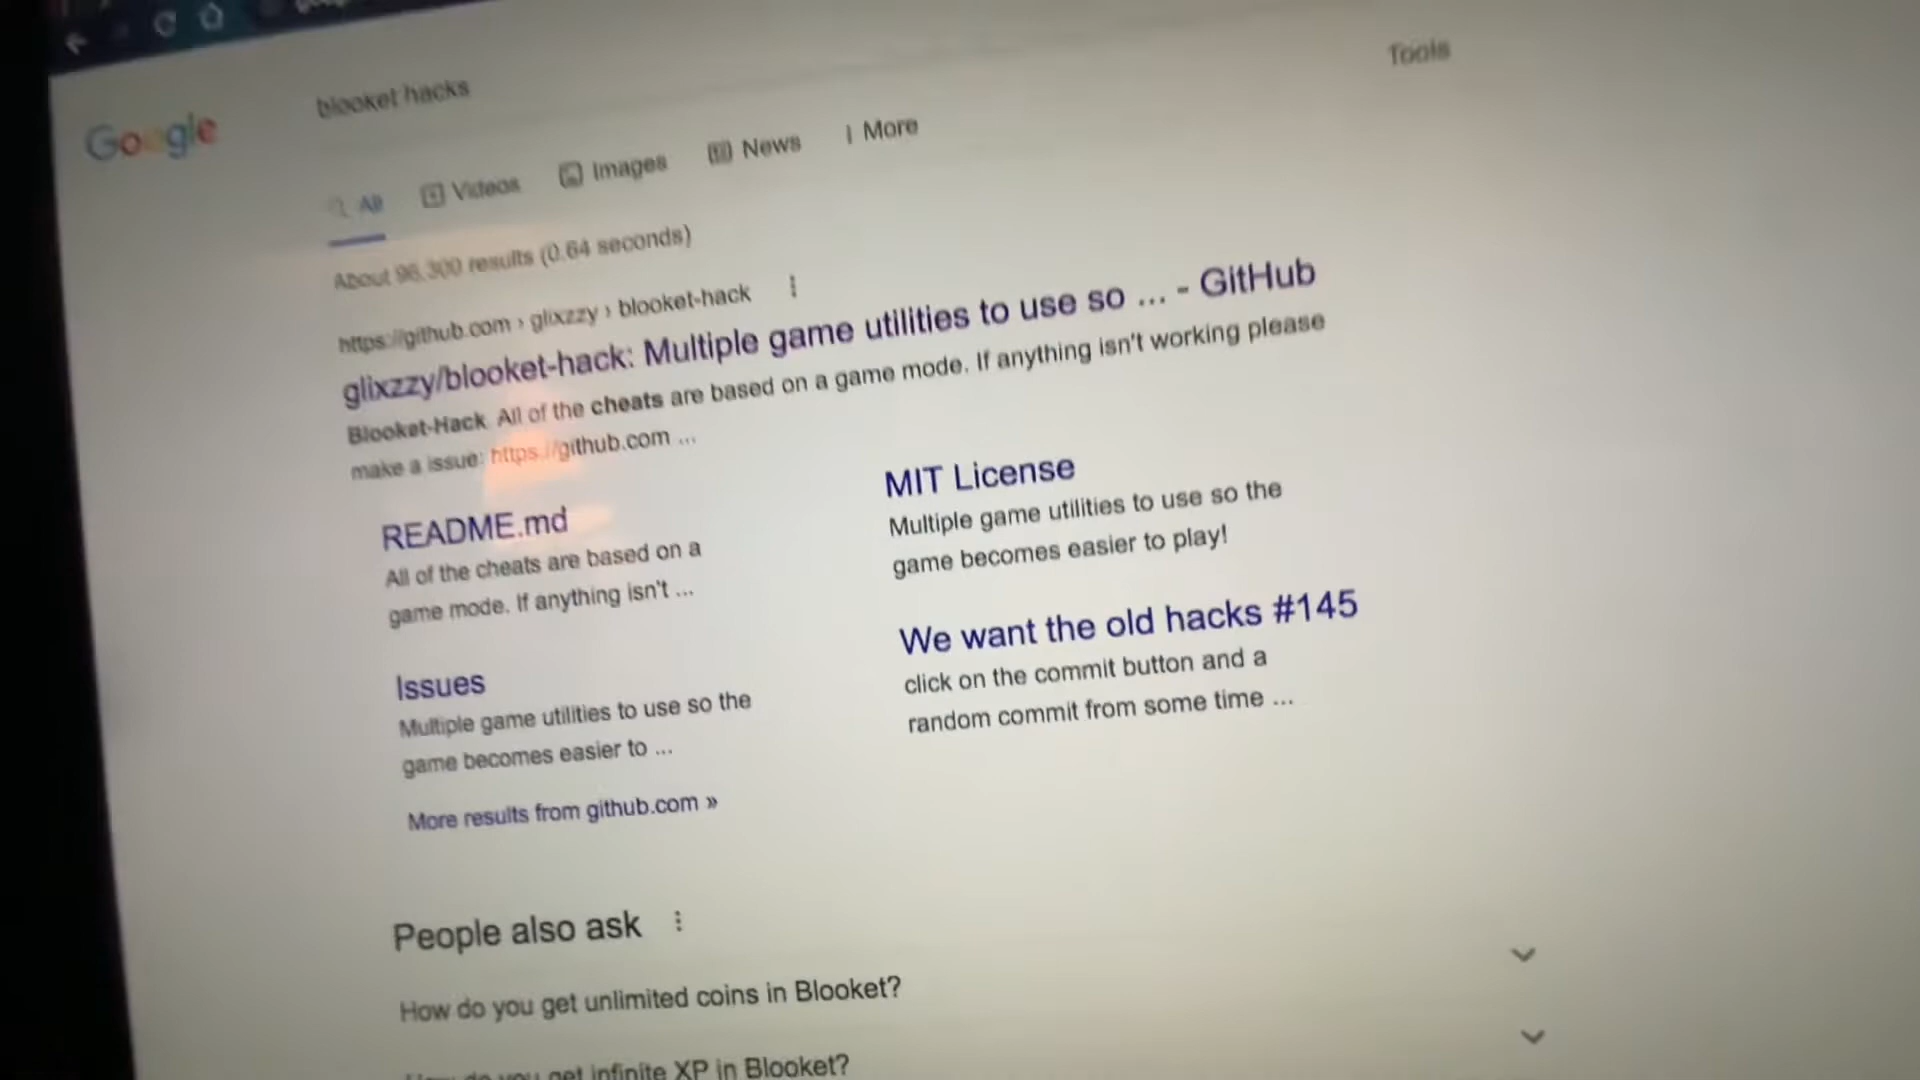 Google
blooket hacks
Tools
All
Videos
Images
News
More
About 96,300 results (0.64 seconds)
https://github.com › glixzzy › blooket-hack
glixzzy/blooket-hack: Multiple game utilities to use so ... - GitHub
Blooket-Hack. All of the cheats are based on a game mode. If anything isn't working please
make a issue: https://github.com ...
README.md
All of the cheats are based on a
game mode. If anything isn't ...
MIT License
Multiple game utilities to use so the
game becomes easier to play!
Issues
Multiple game utilities to use so the
game becomes easier to ...
We want the old hacks #145
click on the commit button and a
random commit from some time ...
More results from github.com »
People also ask
How do you get unlimited coins in Blooket?
How do you get infinite XP in Blooket?